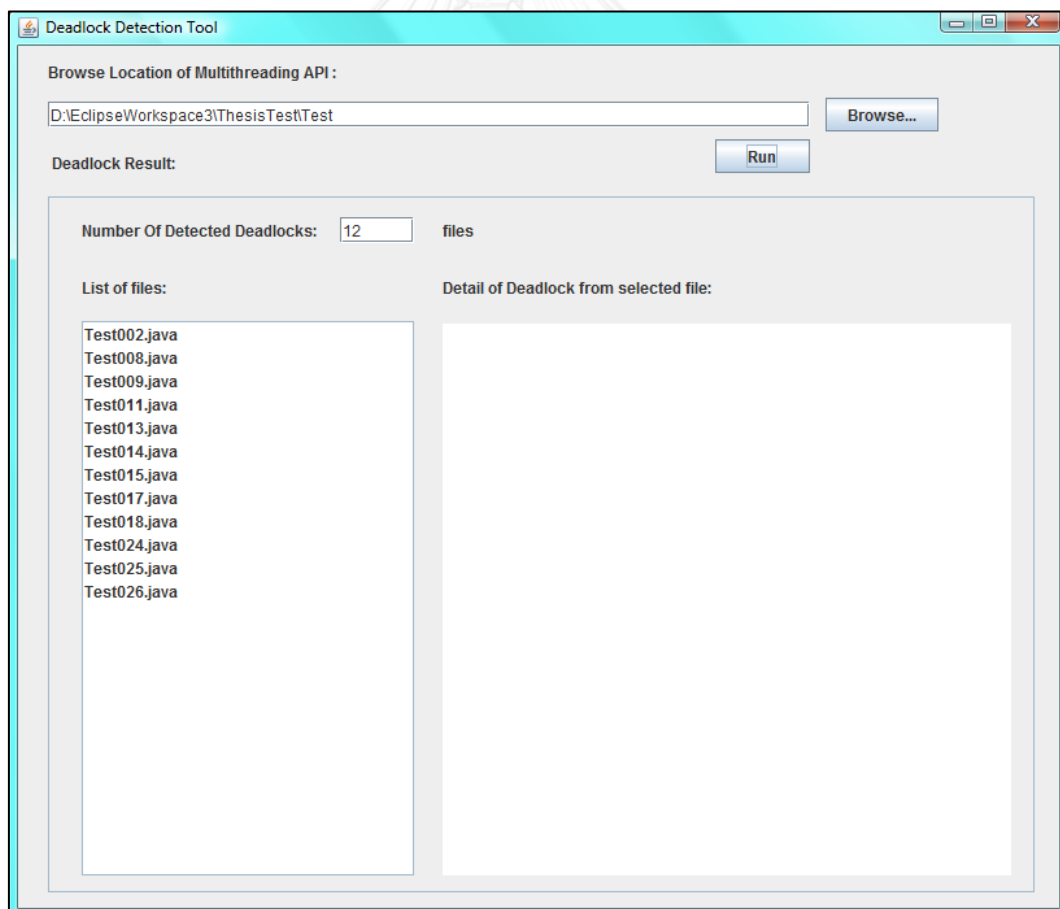 Deadlock Detection Tool
Browse Location of Multithreading API :
D:\EclipseWorkspace3\ThesisTest\Test
Browse...
Run
Deadlock Result:
Number Of Detected Deadlocks: 12 files
List of files:
Detail of Deadlock from selected file:
Test002.java
Test008.java
Test009.java
Test011.java
Test013.java
Test014.java
Test015.java
Test017.java
Test018.java
Test024.java
Test025.java
Test026.java